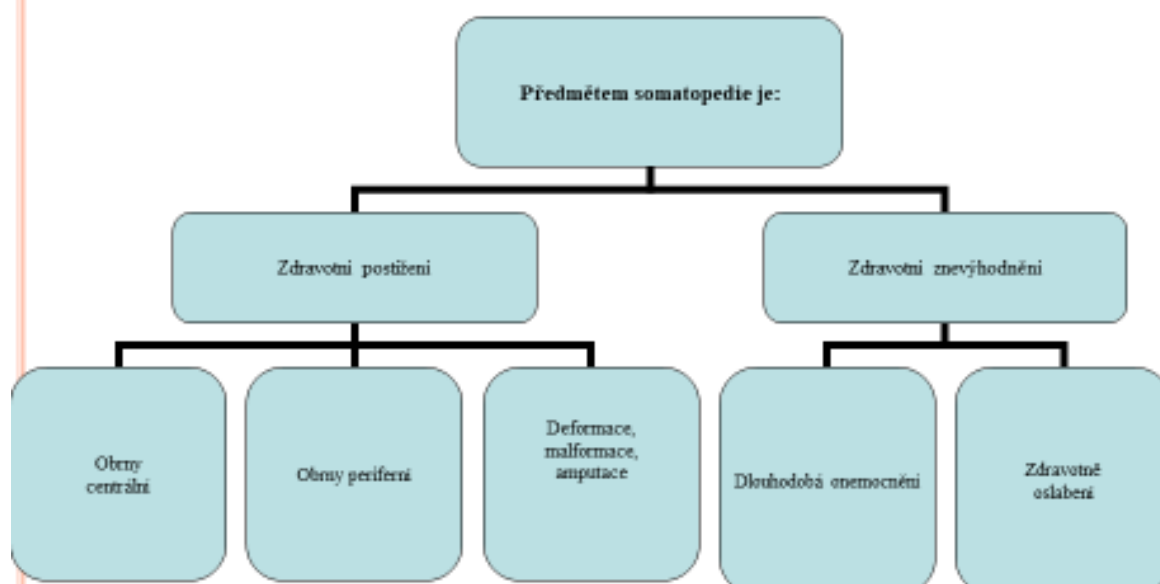 Předmětem somatopedie je:
Zdravotní postižení
Zdravotní znevýhodnění
Obrny
centrální
Obrny periferní
Deformace,
malformace,
amputace
Dlouhodobá onemocnění
Zdravotně
oslabení